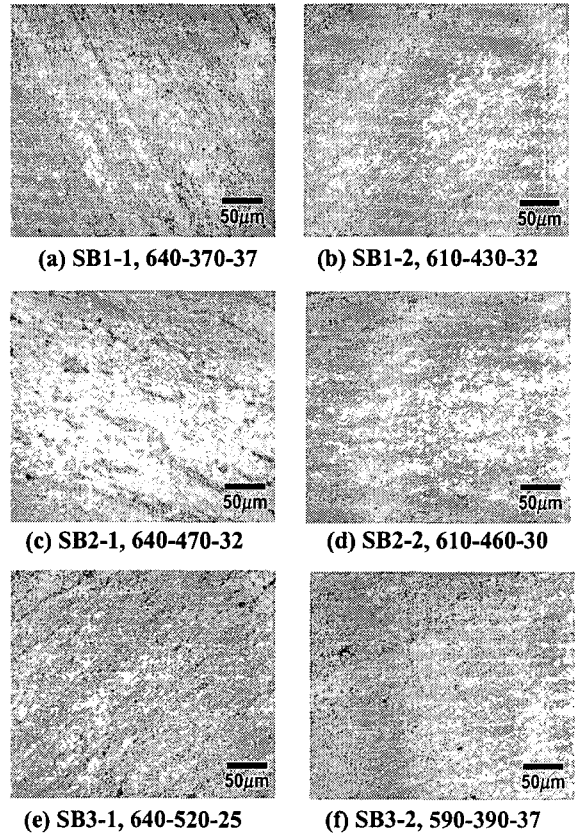 50μm
50μm
(a) SB1-1, 640-370-37
(b) SB1-2, 610-430-32
50μm
50μm
(c) SB2-1, 640-470-32
(d) SB2-2, 610-460-30
50μm
50μm
(e) SB3-1, 640-520-25
(f) SB3-2, 590-390-37